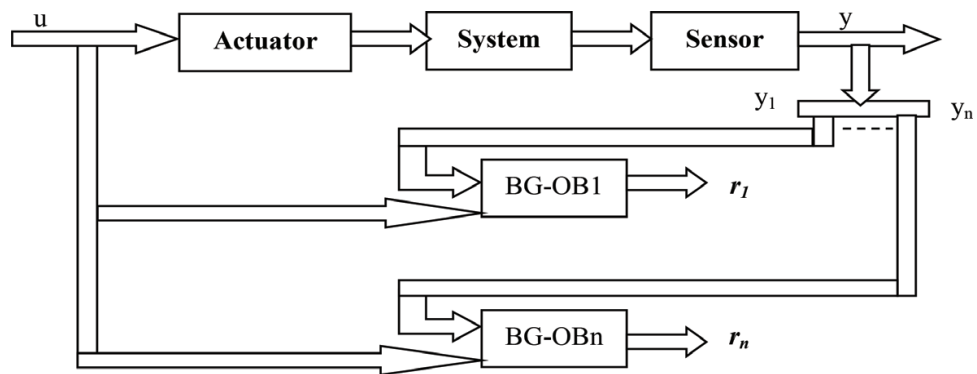 u
Actuator
System
Sensor
y
y1
yn
BG-OB1
r1
BG-OBn
rn